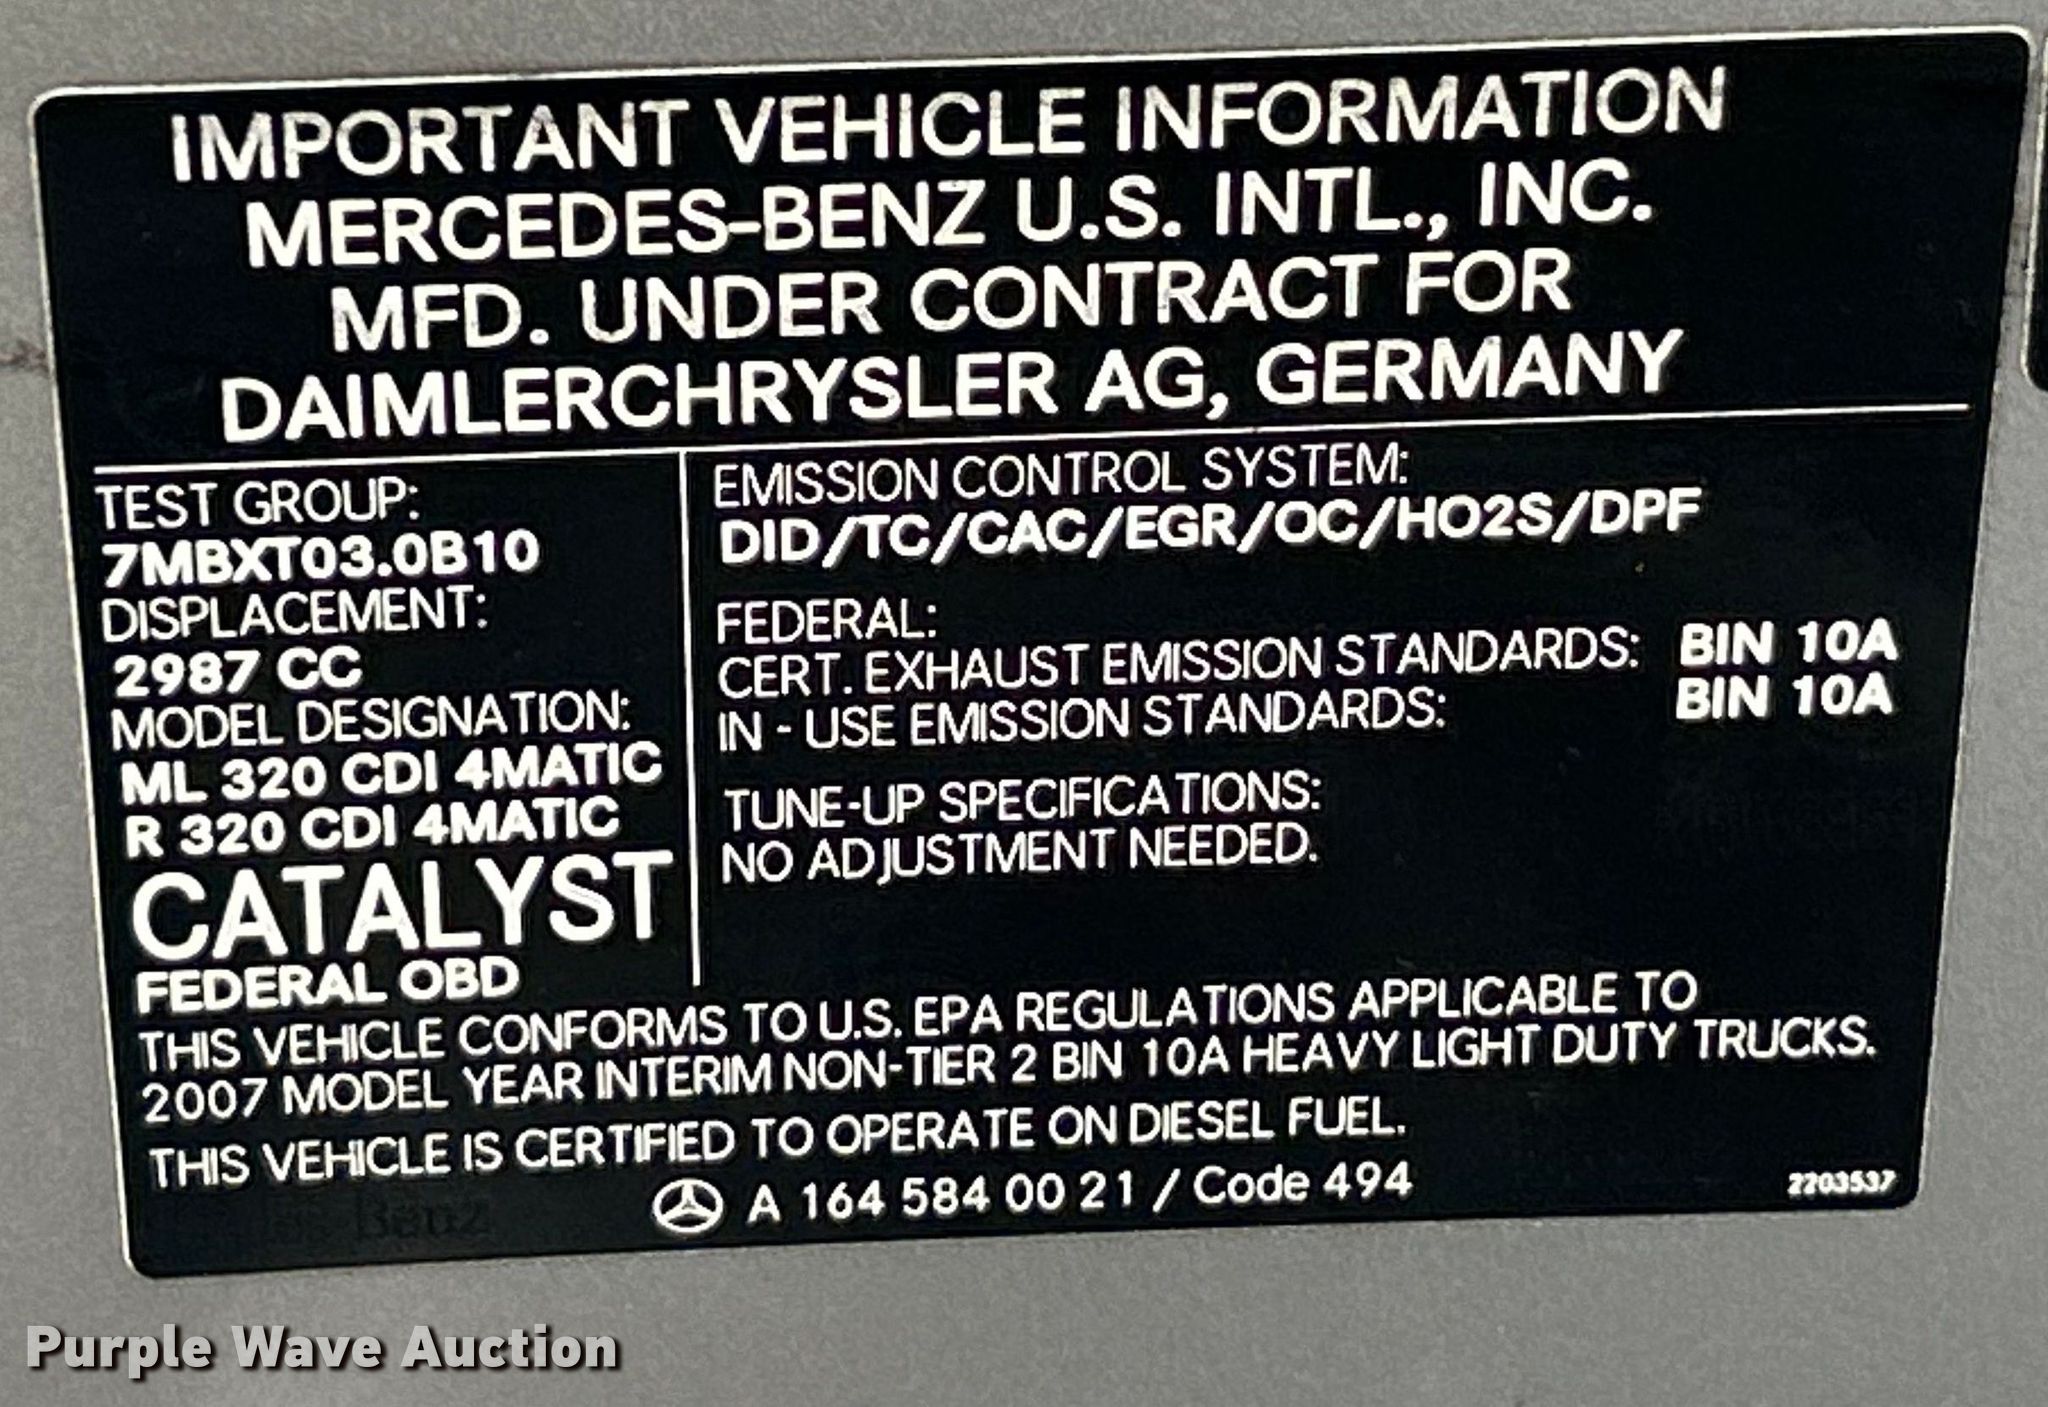 IMPORTANT VEHICLE INFORMATION
MERCEDES-BENZ U.S. INTL., INC.
MFD. UNDER CONTRACT FOR
DAIMLERCHRYSLER AG, GERMANY
TEST GROUP:
7MBXT03.0B10
DISPLACEMENT:
2987 CC
MODEL DESIGNATION:
ML 320 CDI 4MATIC
R 320 CDI 4MATIC
CATALYST
FEDERAL OBD
EMISSION CONTROL SYSTEM:
DID/TC/CAC/EGR/OC/HO2S/DPF
FEDERAL:
CERT. EXHAUST EMISSION STANDARDS: BIN 10A
IN - USE EMISSION STANDARDS: BIN 10A
TUNE-UP SPECIFICATIONS:
NO ADJUSTMENT NEEDED.
THIS VEHICLE CONFORMS TO U.S. EPA REGULATIONS APPLICABLE TO
2007 MODEL YEAR INTERIM NON-TIER 2 BIN 10A HEAVY LIGHT DUTY TRUCKS.
THIS VEHICLE IS CERTIFIED TO OPERATE ON DIESEL FUEL.
A 164 584 00 21 / Code 494
2203537
Benz
Purple Wave Auction